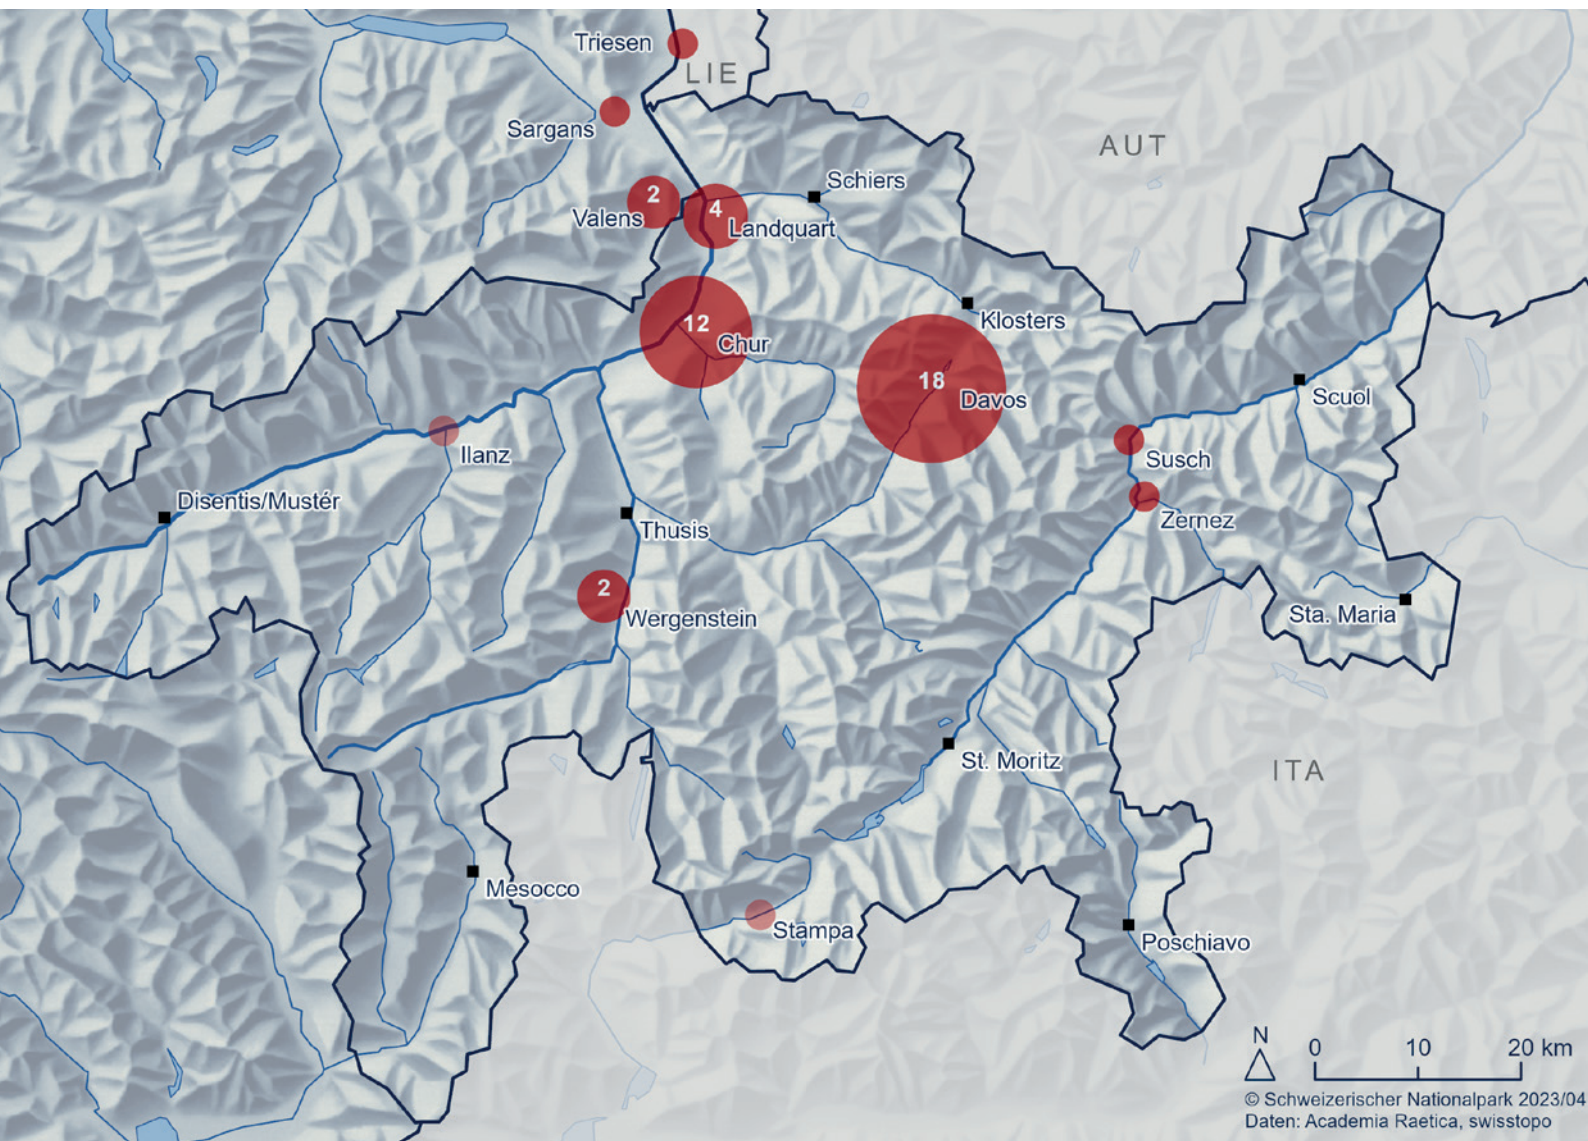 Triesen
LIE
Sargans
AUT
Schiers
2
Valens
4
Landquart
12
Chur
Klosters
18
Davos
Scuol
Ilanz
Susch
Disentis/Mustér
Zernez
Thusis
2
Wergenstein
Sta. Maria
St. Moritz
ITA
Mesocco
Stampa
Poschiavo
N
0 10 20 km
© Schweizerischer Nationalpark 2023/04
Daten: Academia Raetica, swisstopo